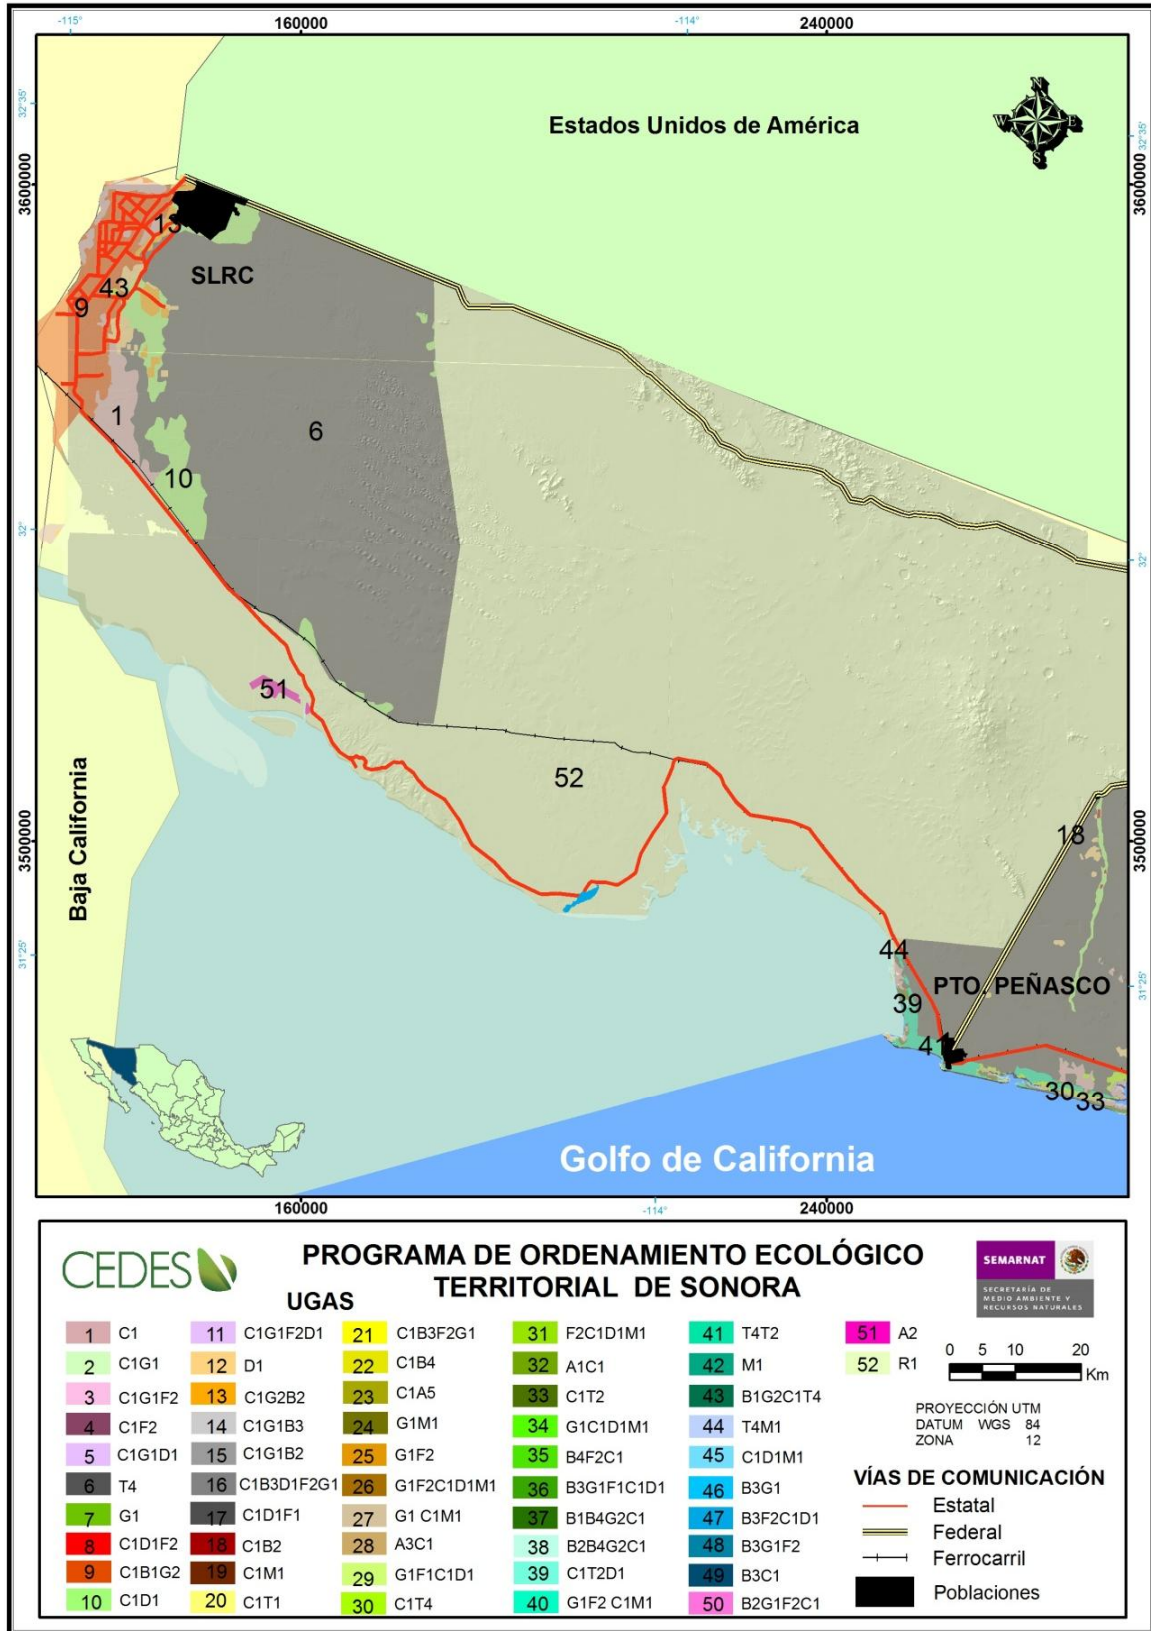 -115°
160000
-114°
240000
32°35'
32°35'
3600000
3600000
Estados Unidos de América
N
W
E
S
13
SLRC
43
9
1
6
10
32°
32°
51
52
18
Baja California
3500000
3500000
31°25'
31°25'
44
PTO. PEÑASCO
39
41
30
33
Golfo de California
160000
-114°
240000
CEDES
PROGRAMA DE ORDENAMIENTO ECOLÓGICO
TERRITORIAL DE SONORA
SEMARNAT
SECRETARÍA DE
MEDIO AMBIENTE Y
RECURSOS NATURALES
UGAS
1 C1
2 C1G1
3 C1G1F2
4 C1F2
5 C1G1D1
6 T4
7 G1
8 C1D1F2
9 C1B1G2
10 C1D1
11 C1G1F2D1
12 D1
13 C1G2B2
14 C1G1B3
15 C1G1B2
16 C1B3D1F2G1
17 C1D1F1
18 C1B2
19 C1M1
20 C1T1
21 C1B3F2G1
22 C1B4
23 C1A5
24 G1M1
25 G1F2
26 G1F2C1D1M1
27 G1 C1M1
28 A3C1
29 G1F1C1D1
30 C1T4
31 F2C1D1M1
32 A1C1
33 C1T2
34 G1C1D1M1
35 B4F2C1
36 B3G1F1C1D1
37 B1B4G2C1
38 B2B4G2C1
39 C1T2D1
40 G1F2 C1M1
41 T4T2
42 M1
43 B1G2C1T4
44 T4M1
45 C1D1M1
46 B3G1
47 B3F2C1D1
48 B3G1F2
49 B3C1
50 B2G1F2C1
51 A2
52 R1
0 5 10 20
Km
PROYECCIÓN UTM
DATUM WGS 84
ZONA 12
VÍAS DE COMUNICACIÓN
Estatal
Federal
Ferrocarril
Poblaciones